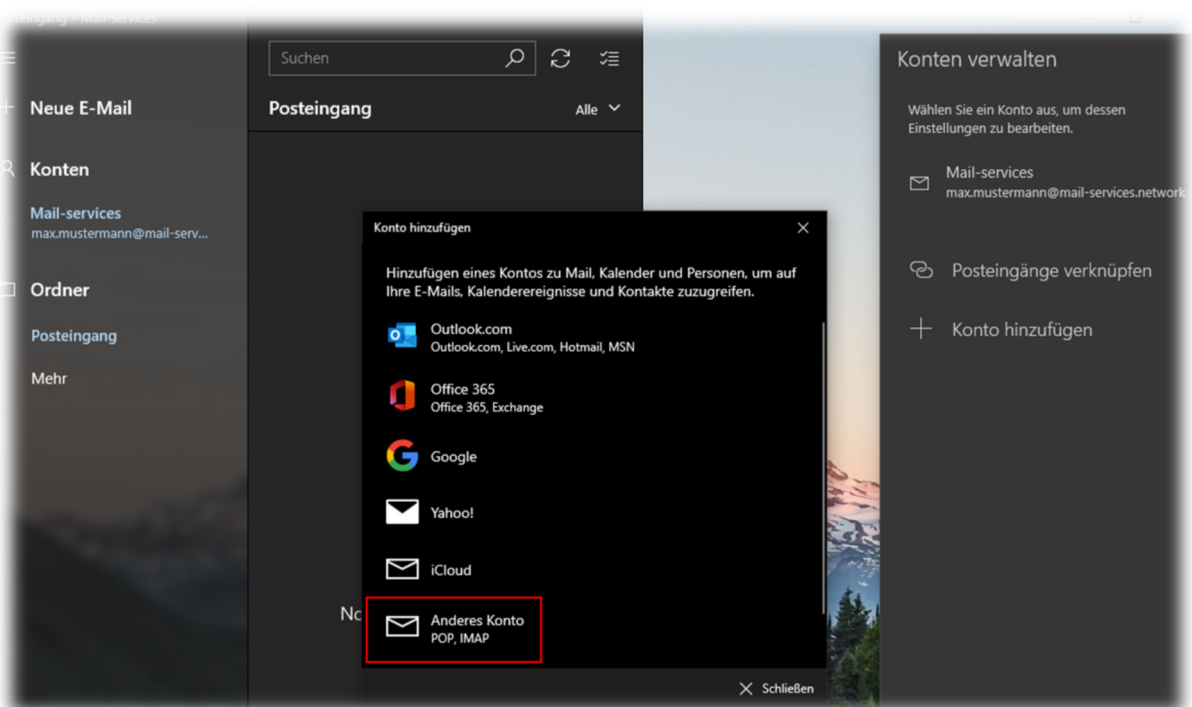 Posteingang – Mail-services
Neue E-Mail
Konten
Mail-services
max.mustermann@mail-serv...
Ordner
Posteingang
Mehr
Suchen
Posteingang
Alle
Konto hinzufügen
Hinzufügen eines Kontos zu Mail, Kalender und Personen, um auf
Ihre E-Mails, Kalenderereignisse und Kontakte zuzugreifen.
Outlook.com
Outlook.com, Live.com, Hotmail, MSN
Office 365
Office 365, Exchange
Google
Yahoo!
iCloud
Anderes Konto
POP, IMAP
Schließen
Konten verwalten
Wählen Sie ein Konto aus, um dessen
Einstellungen zu bearbeiten.
Mail-services
max.mustermann@mail-services.network
Posteingänge verknüpfen
Konto hinzufügen